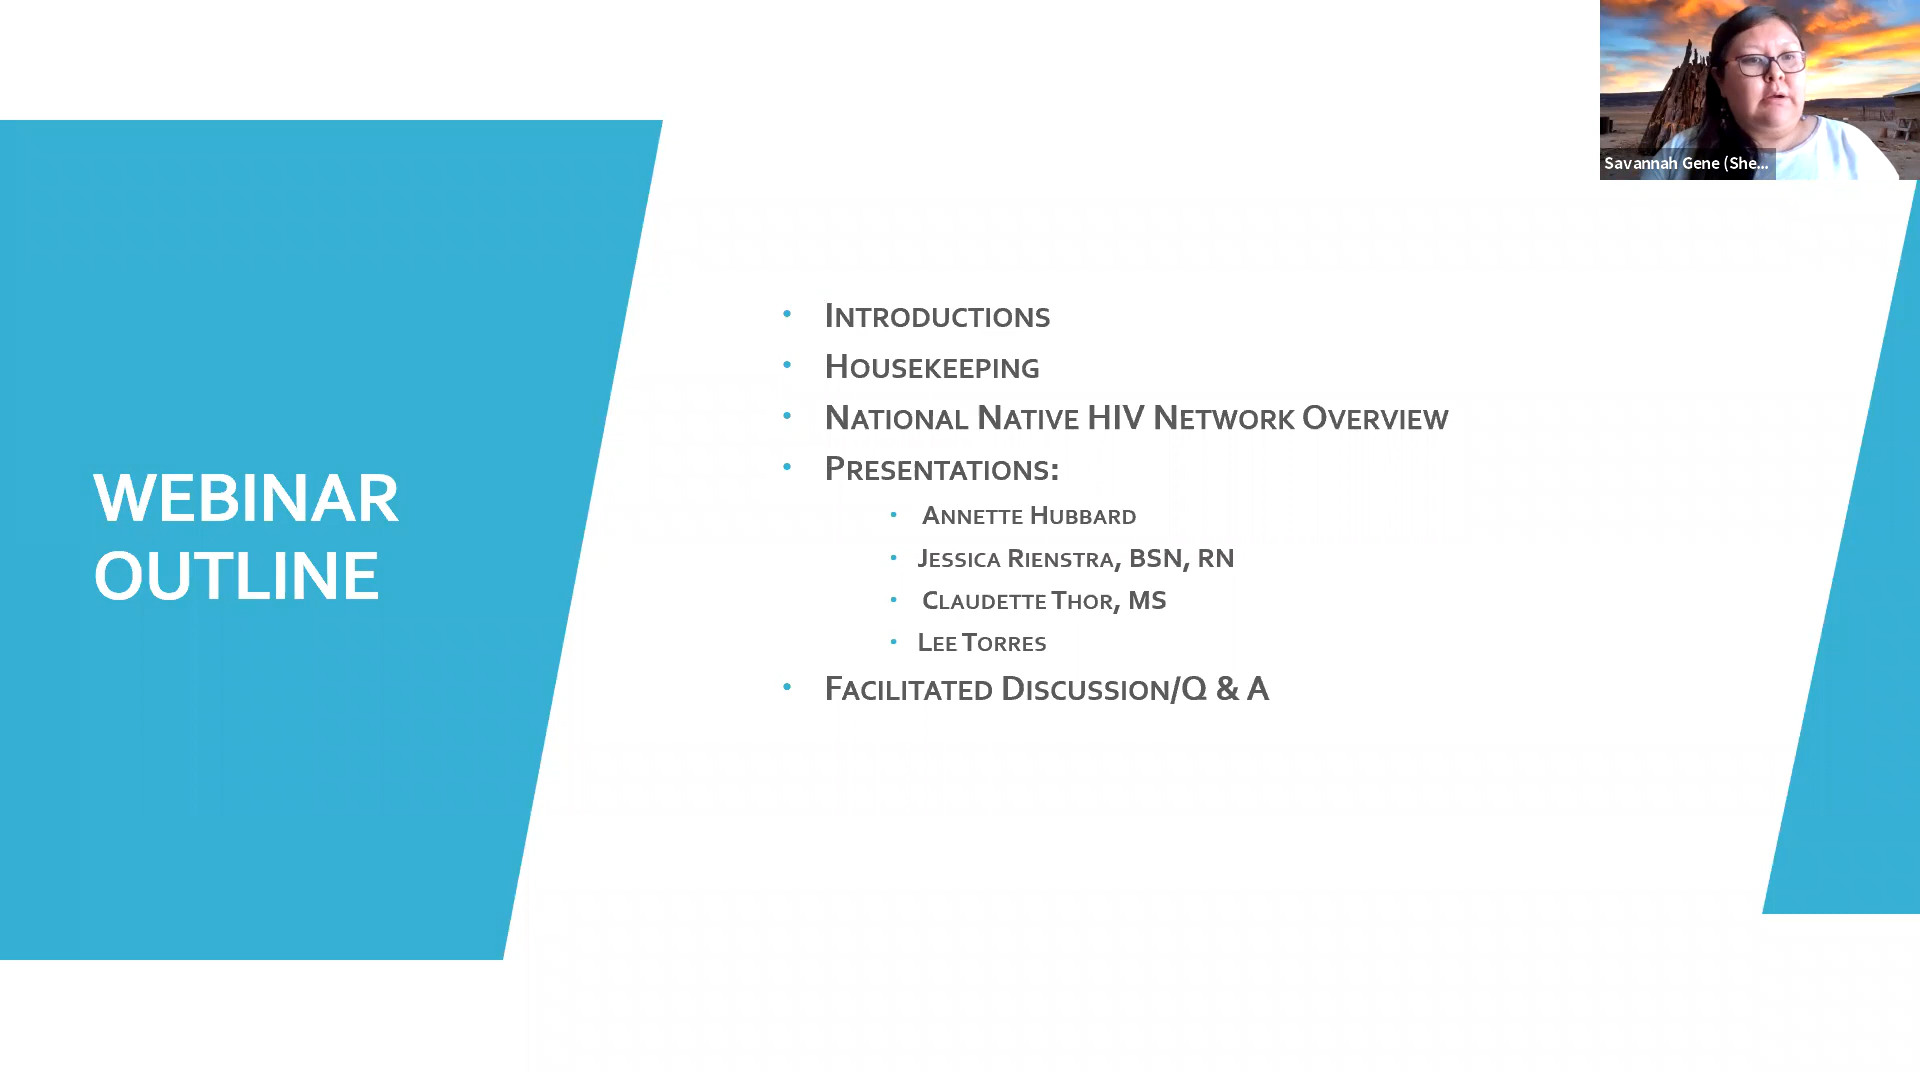 Savannah Gene (She...
WEBINAR
OUTLINE
• INTRODUCTIONS
• HOUSEKEEPING
• NATIONAL NATIVE HIV NETWORK OVERVIEW
• PRESENTATIONS:
• ANNETTE HUBBARD
• JESSICA RIENSTRA, BSN, RN
• CLAUDETTE THOR, MS
• LEE TORRES
• FACILITATED DISCUSSION/Q & A